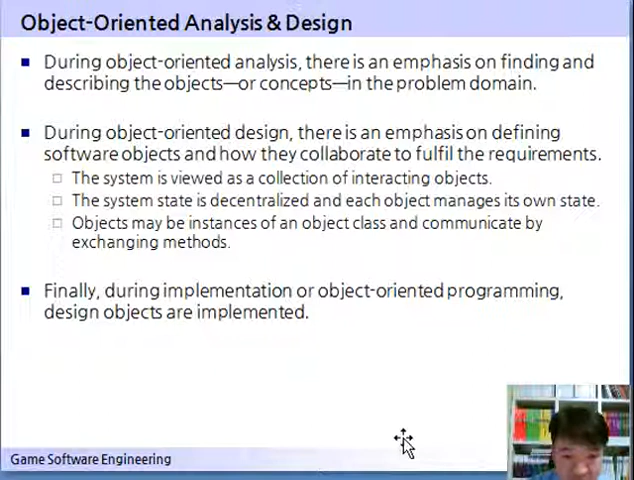 Object-Oriented Analysis & Design
During object-oriented analysis, there is an emphasis on finding and
describing the objects—or concepts—in the problem domain.
During object-oriented design, there is an emphasis on defining
software objects and how they collaborate to fulfil the requirements.
The system is viewed as a collection of interacting objects.
The system state is decentralized and each object manages its own state.
Objects may be instances of an object class and communicate by
exchanging methods.
Finally, during implementation or object-oriented programming,
design objects are implemented.
Game Software Engineering